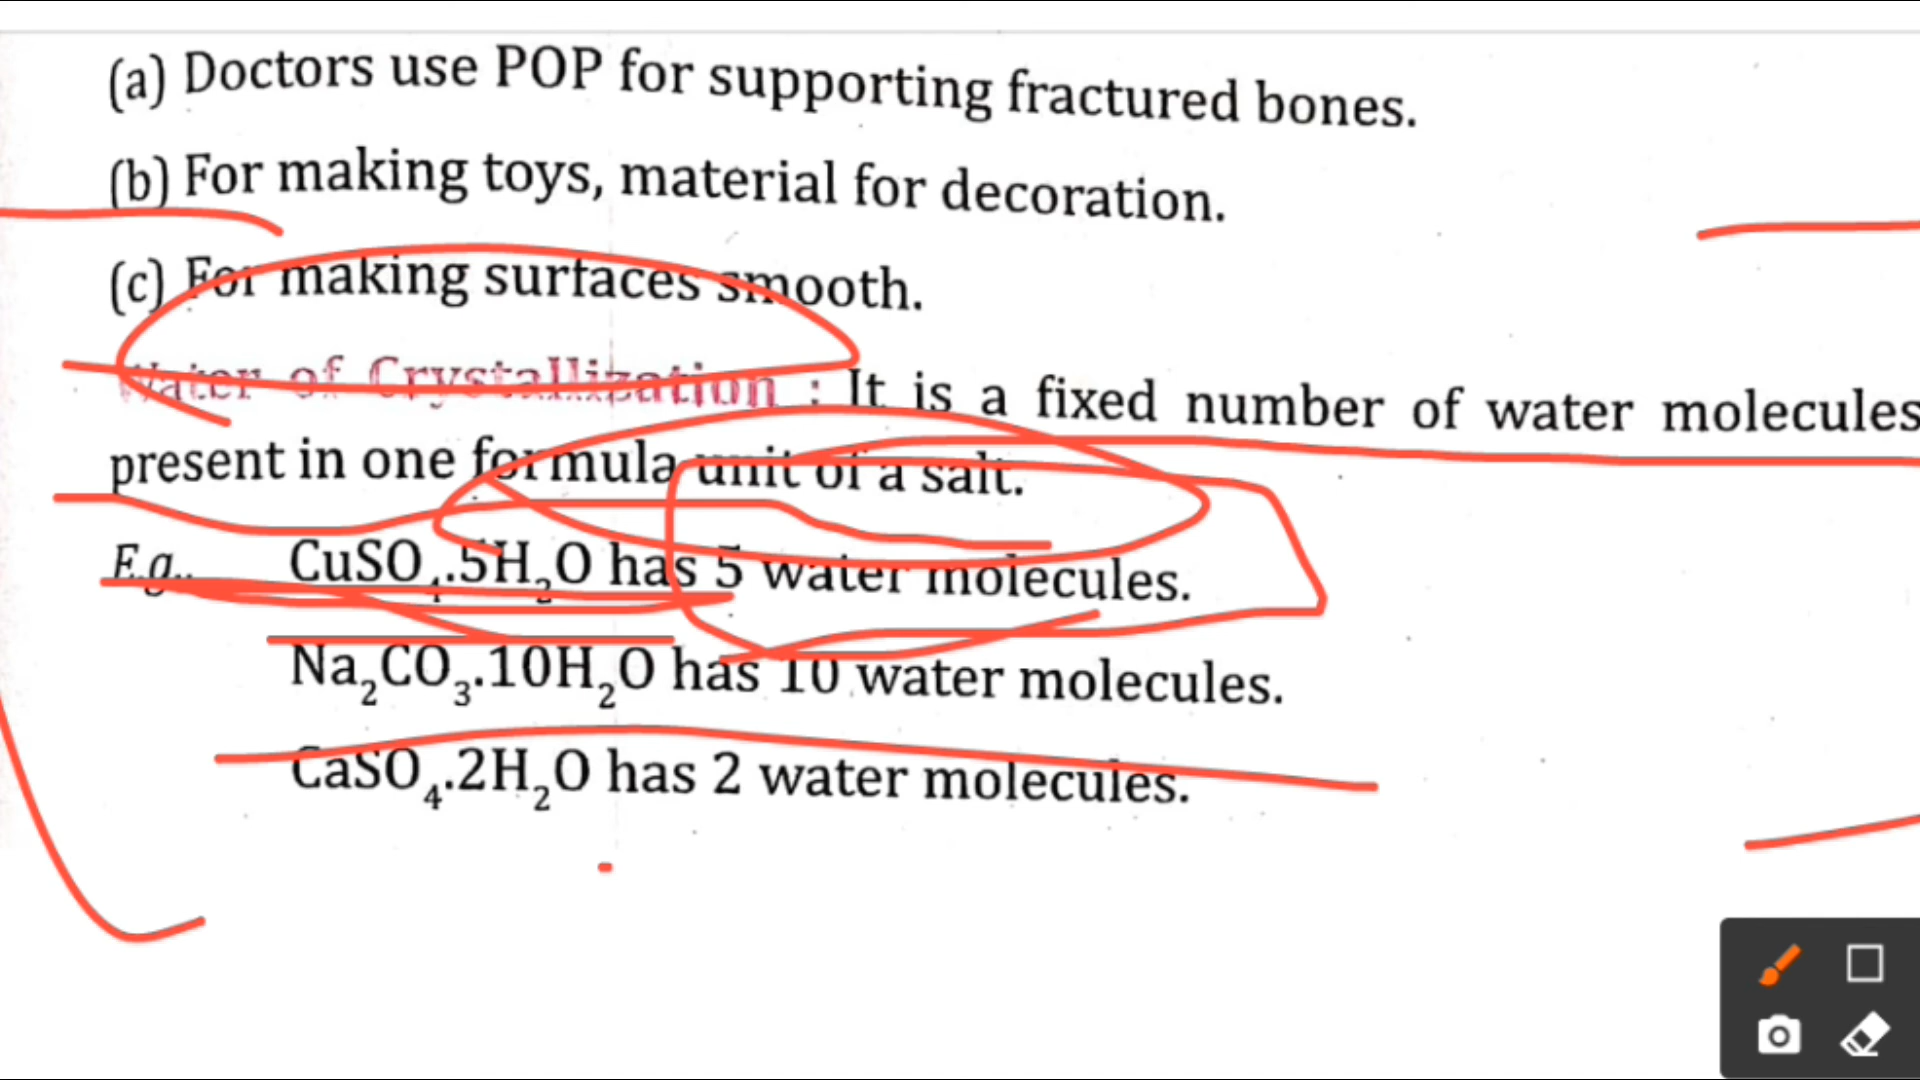 (a) Doctors use POP for supporting fractured bones.
(b) For making toys, material for decoration.
(c) For making surfaces smooth.
Water of Crystallization : It is a fixed number of water molecules
present in one formula unit of a salt.
E.g., CuSO₄.5H₂O has 5 water molecules.
Na₂CO₃.10H₂O has 10 water molecules.
CaSO₄.2H₂O has 2 water molecules.